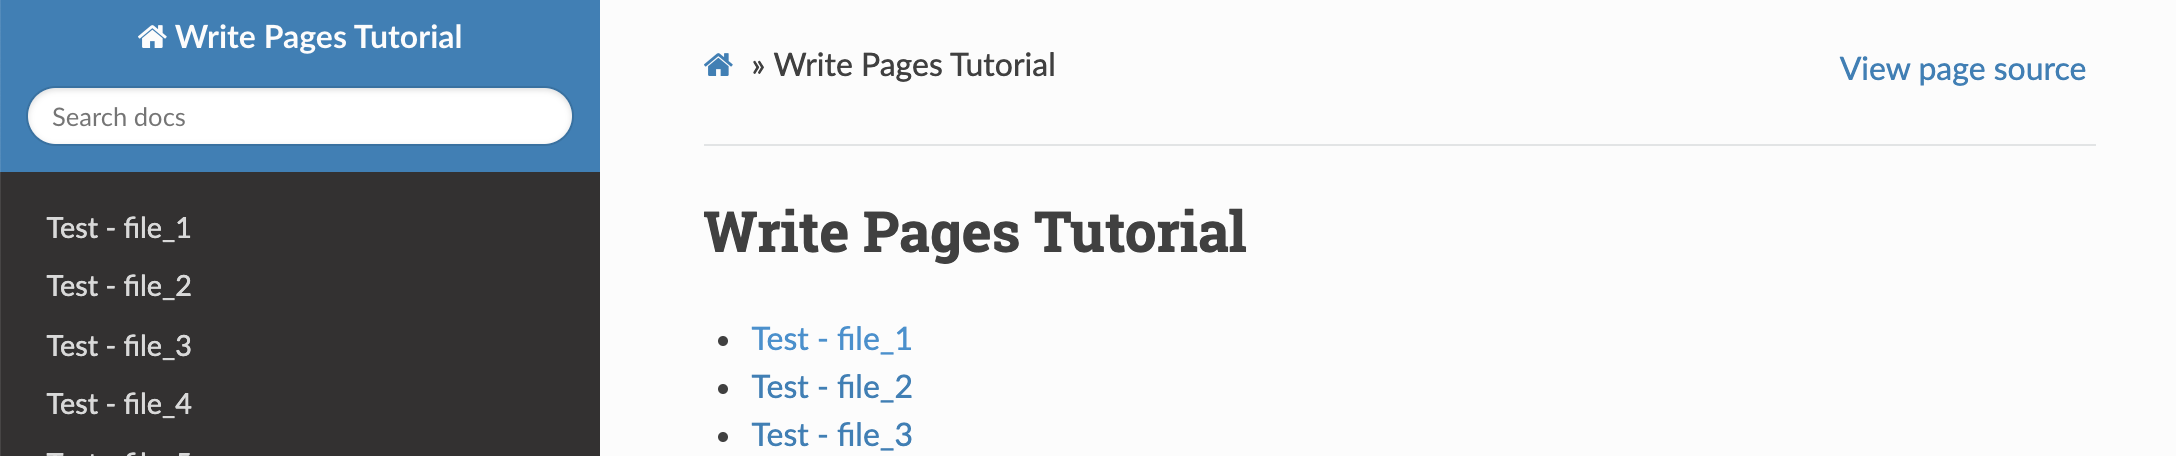 Write Pages Tutorial
Search docs
Test - file_1
Test - file_2
Test - file_3
Test - file_4
» Write Pages Tutorial
View page source
Write Pages Tutorial
• Test - file_1
• Test - file_2
• Test - file_3